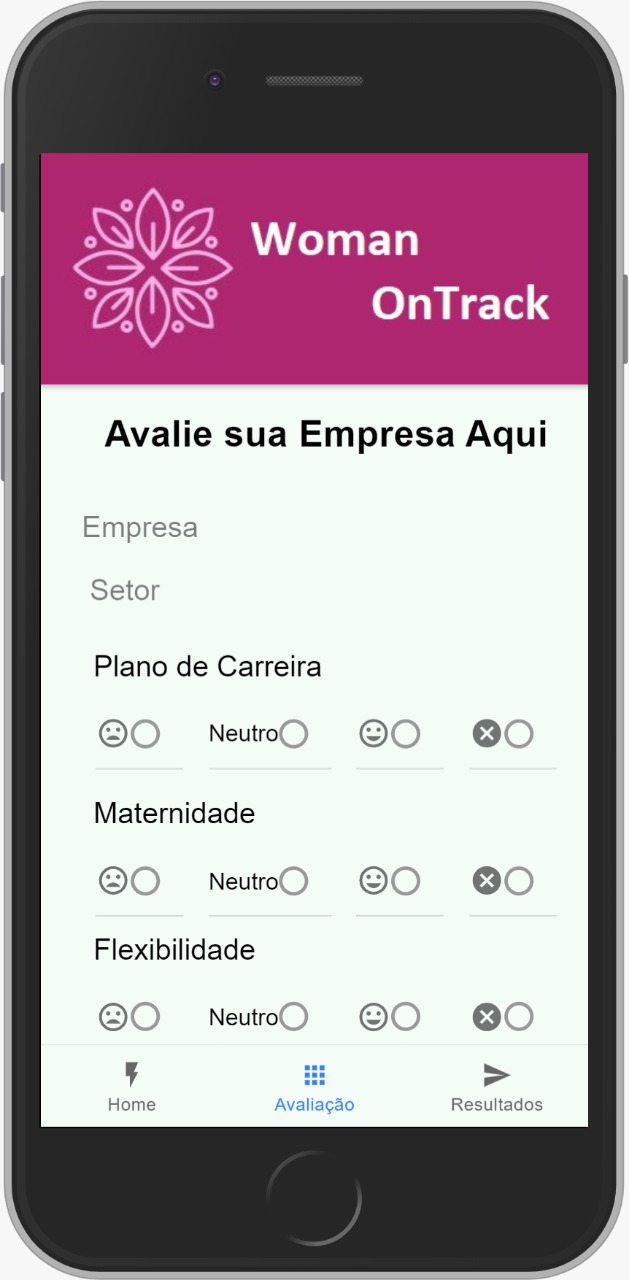 Woman
OnTrack
Avalie sua Empresa Aqui
Empresa
Setor
Plano de Carreira
Neutro
Maternidade
Neutro
Flexibilidade
Neutro
Home
Avaliação
Resultados